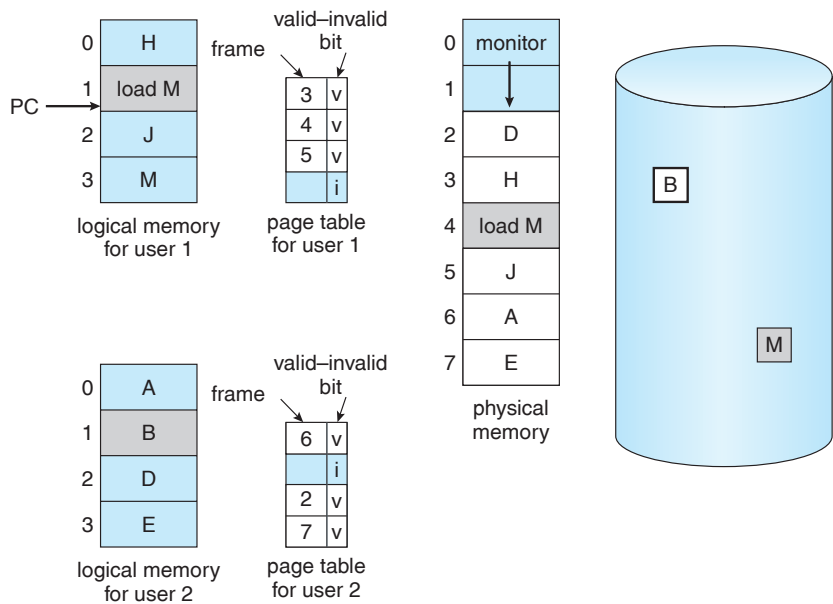 valid–invalid
frame bit
0 H
1 load M
PC
2 J
3 M
3 v
4 v
5 v
i
logical memory
for user 1
page table
for user 1
valid–invalid
frame bit
0 A
1 B
2 D
3 E
6 v
i
2 v
7 v
logical memory
for user 2
page table
for user 2
0 monitor
1
2 D
3 H
4 load M
5 J
6 A
7 E
physical
memory
B
M